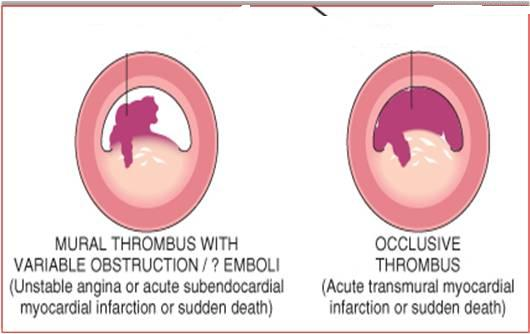 MURAL THROMBUS WITH
VARIABLE OBSTRUCTION / ? EMBOLI
(Unstable angina or acute subendocardial
myocardial infarction or sudden death)
OCCLUSIVE
THROMBUS
(Acute transmural myocardial
infarction or sudden death)